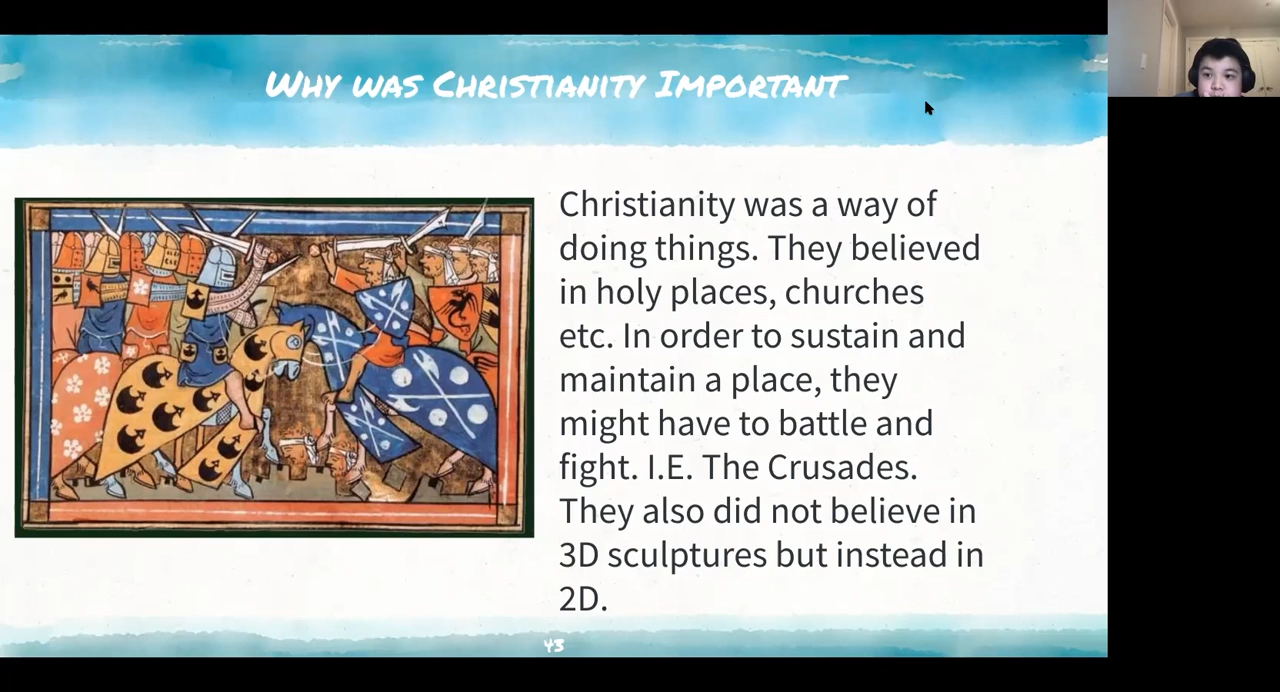 Why was Christianity Important
Christianity was a way of
doing things. They believed
in holy places, churches
etc. In order to sustain and
maintain a place, they
might have to battle and
fight. I.E. The Crusades.
They also did not believe in
3D sculptures but instead in
2D.
43